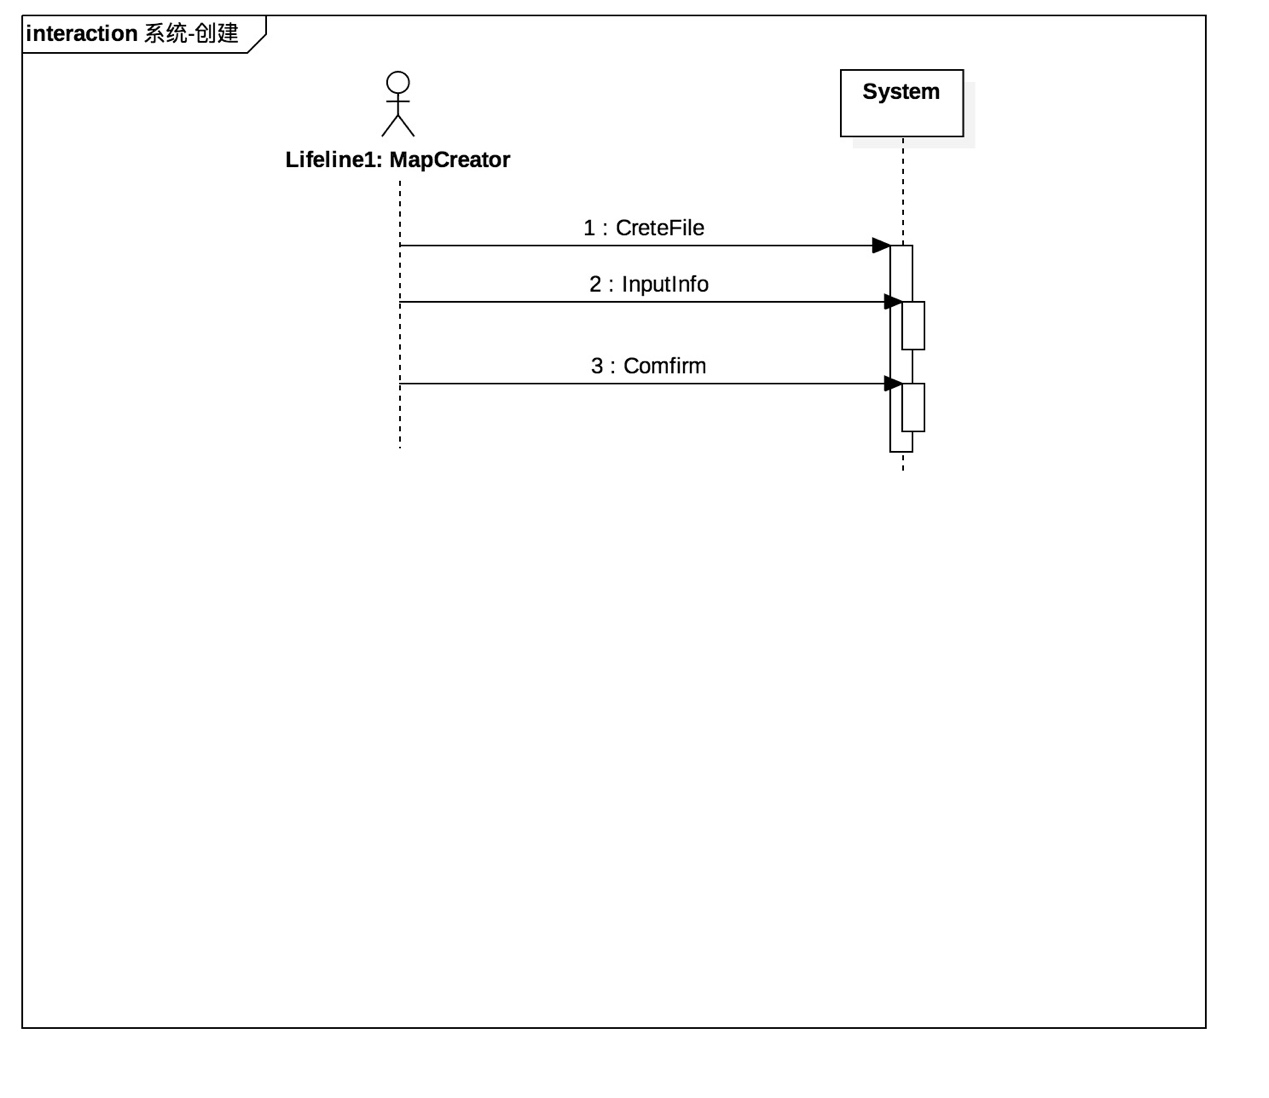 interaction 系统-创建
Lifeline1: MapCreator
System
1 : CreteFile
2 : InputInfo
3 : Comfirm